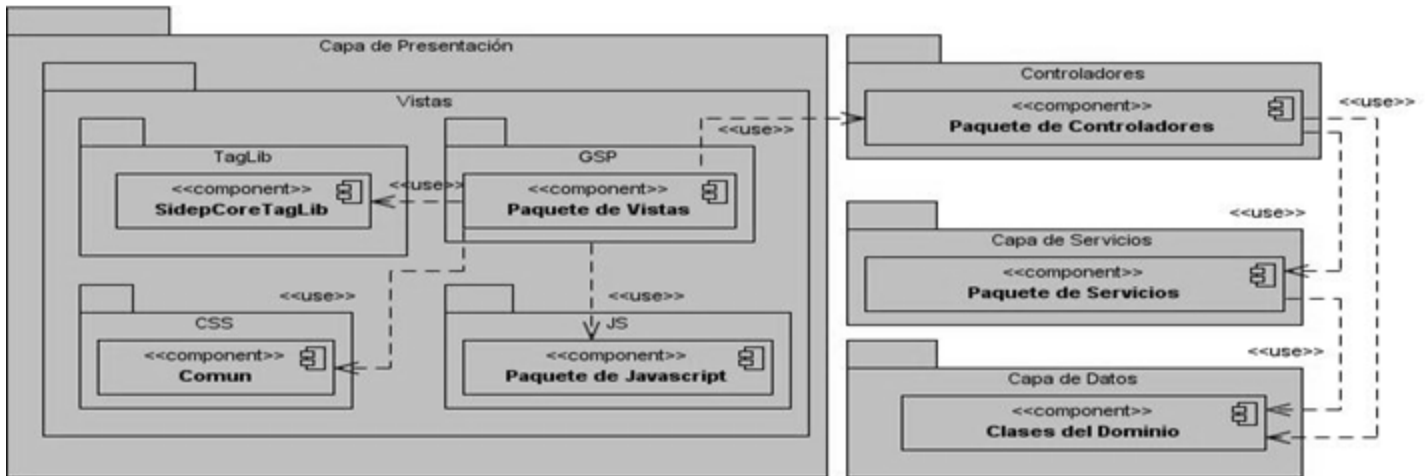 Capa de Presentación
Vistas
TagLib
<<component>>
SidepCoreTagLib
<<use>>
GSP
<<component>>
Paquete de Vistas
<<use>>
CSS
<<component>>
Comun
<<use>>
JS
<<component>>
Paquete de Javascript
<<use>>
Controladores
<<component>>
Paquete de Controladores
<<use>>
<<use>>
Capa de Servicios
<<component>>
Paquete de Servicios
<<use>>
Capa de Datos
<<component>>
Clases del Dominio